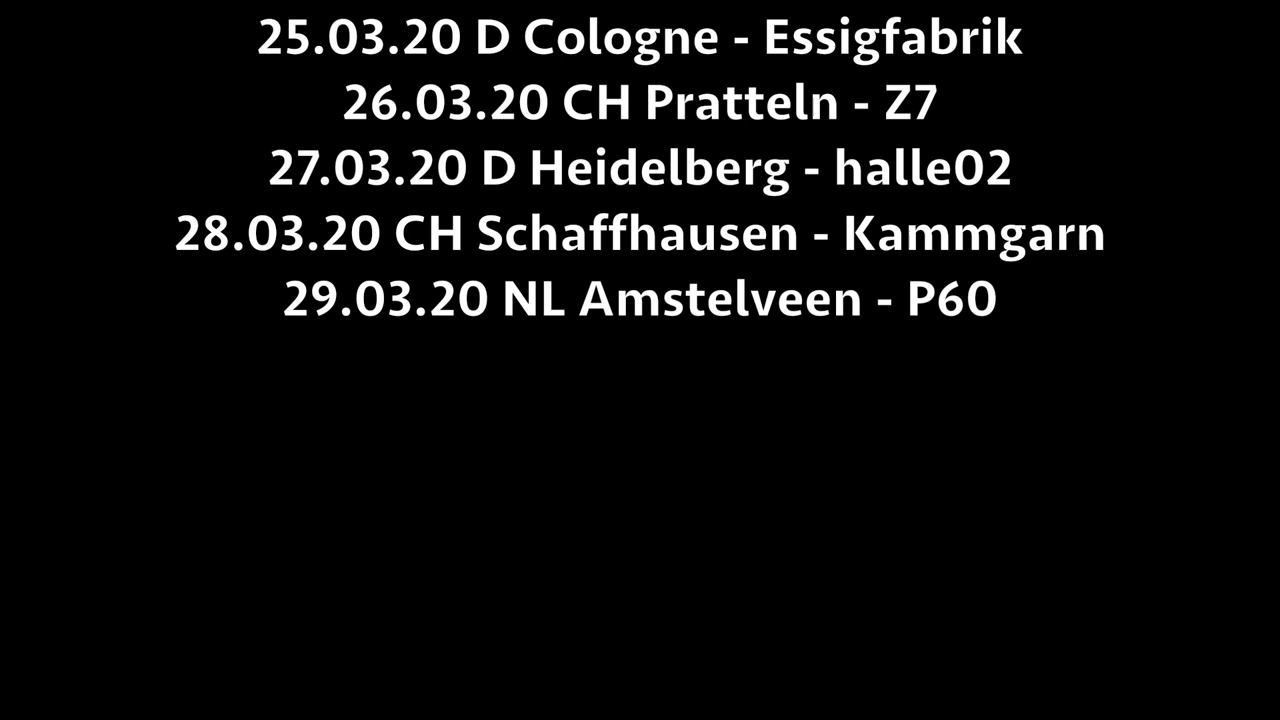 25.03.20 D Cologne - Essigfabrik
26.03.20 CH Pratteln - Z7
27.03.20 D Heidelberg - halle02
28.03.20 CH Schaffhausen - Kammgarn
29.03.20 NL Amstelveen - P60